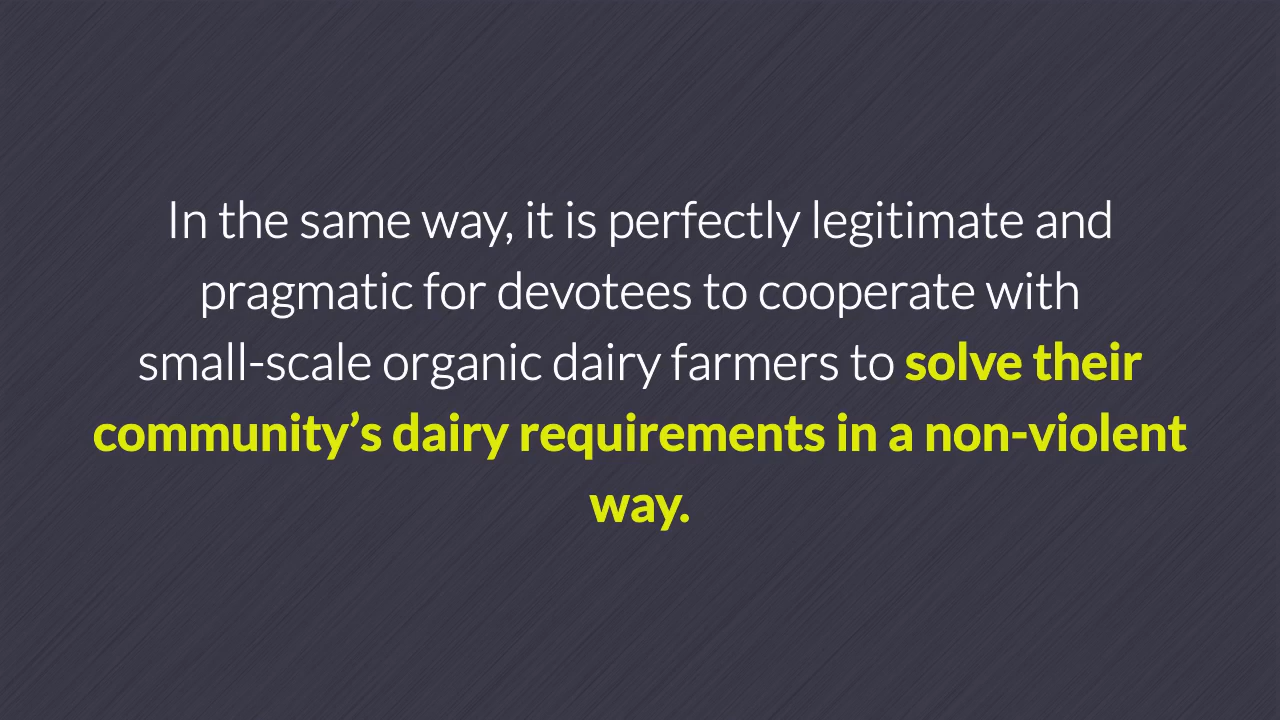 In the same way, it is perfectly legitimate and
pragmatic for devotees to cooperate with
small-scale organic dairy farmers to solve their
community’s dairy requirements in a non-violent
way.